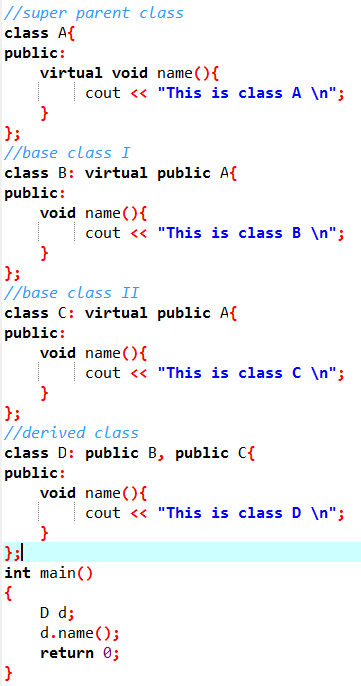 //super parent class
class A{
public:
    virtual void name(){
        cout << "This is class A \n";
    }
};
//base class I
class B: virtual public A{
public:
    void name(){
        cout << "This is class B \n";
    }
};
//base class II
class C: virtual public A{
public:
    void name(){
        cout << "This is class C \n";
    }
};
//derived class
class D: public B, public C{
public:
    void name(){
        cout << "This is class D \n";
    }
};
int main()
{
    D d;
    d.name();
    return 0;
}